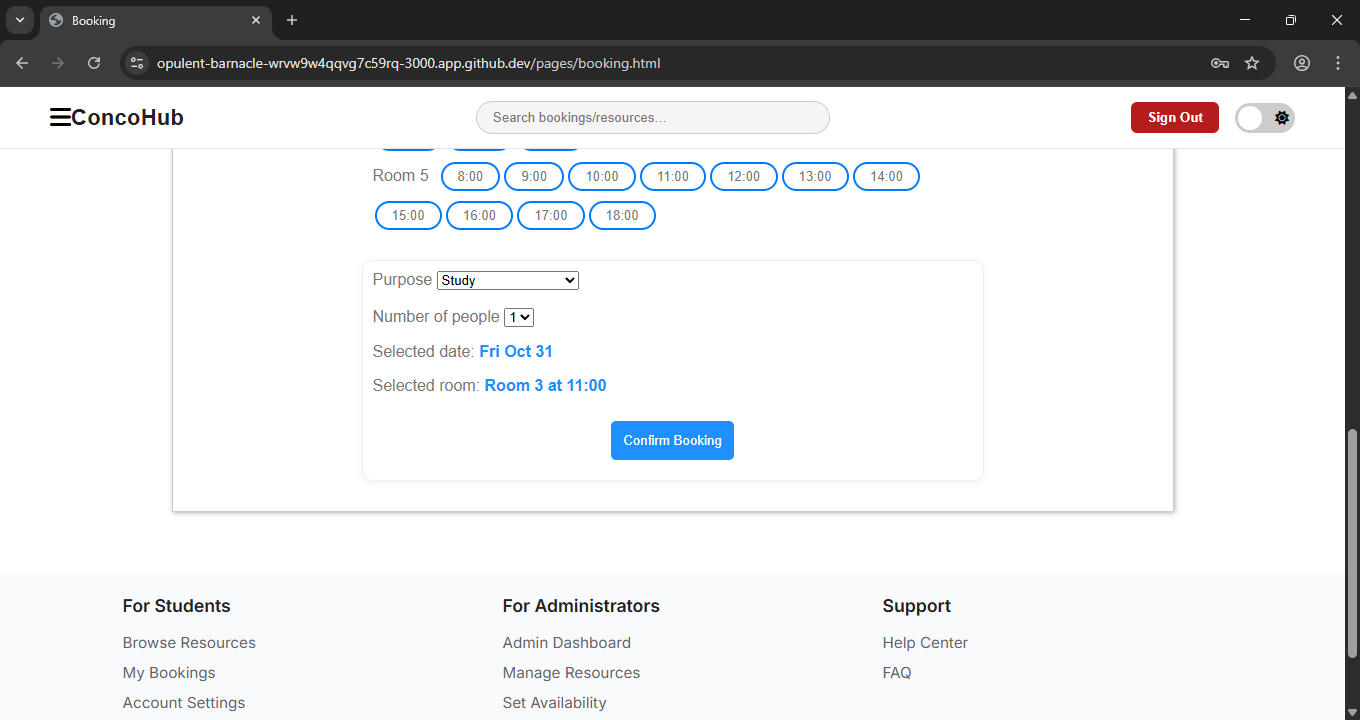 Booking
opulent-barnacle-wrvw9w4qqvg7c59rq-3000.app.github.dev/pages/booking.html
ConcoHub
Search bookings/resources...
Sign Out
Room 5 8:00 9:00 10:00 11:00 12:00 13:00 14:00
15:00 16:00 17:00 18:00
Purpose Study
Number of people 1
Selected date: Fri Oct 31
Selected room: Room 3 at 11:00
Confirm Booking
For Students For Administrators Support
Browse Resources Admin Dashboard Help Center
My Bookings Manage Resources FAQ
Account Settings Set Availability